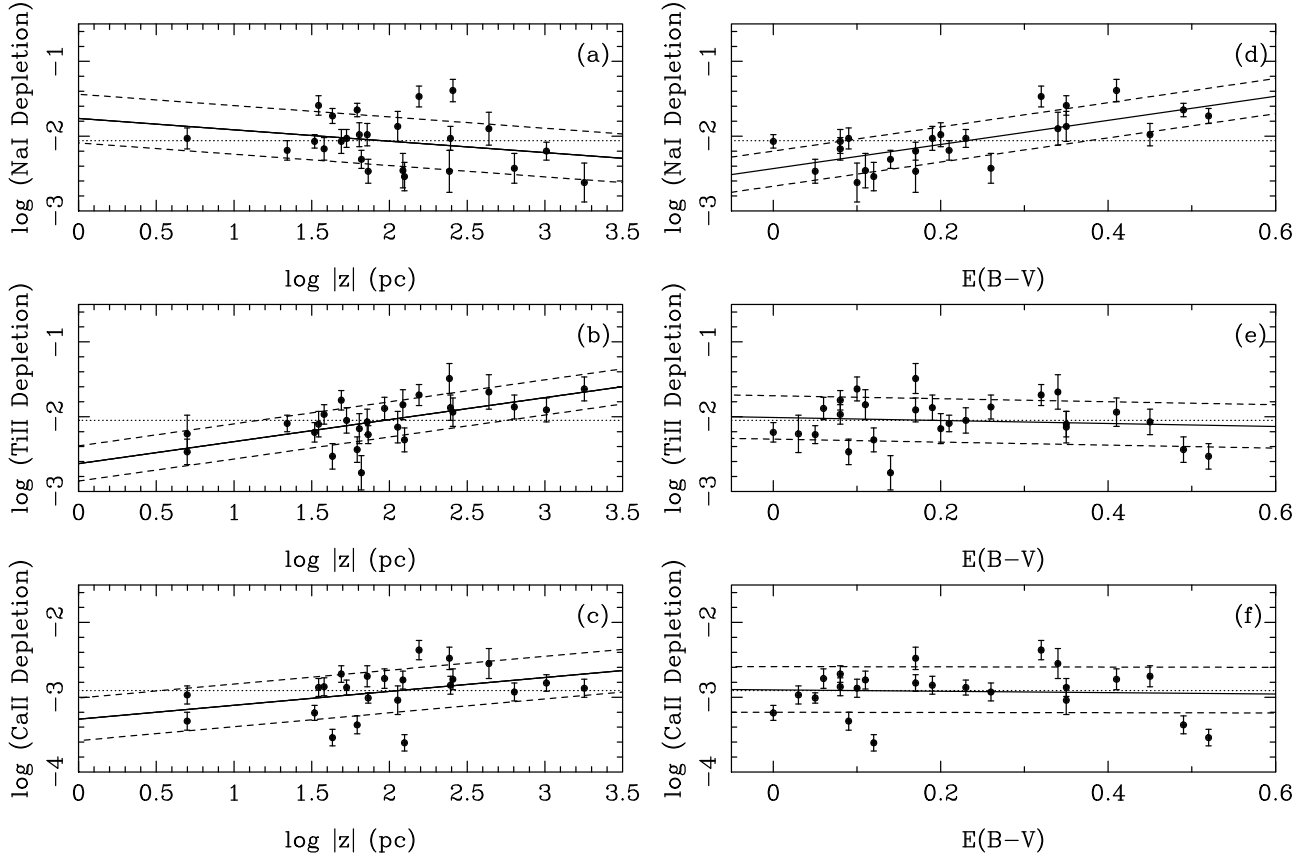 log (NaI Depletion)
−1
−2
−3
(a)
0 0.5 1 1.5 2 2.5 3 3.5
log |z| (pc)
log (NaI Depletion)
−1
−2
−3
(d)
0 0.2 0.4 0.6
E(B−V)
log (TiII Depletion)
−1
−2
−3
(b)
0 0.5 1 1.5 2 2.5 3 3.5
log |z| (pc)
log (TiII Depletion)
−1
−2
−3
(e)
0 0.2 0.4 0.6
E(B−V)
log (CaII Depletion)
−2
−3
−4
(c)
0 0.5 1 1.5 2 2.5 3 3.5
log |z| (pc)
log (CaII Depletion)
−2
−3
−4
(f)
0 0.2 0.4 0.6
E(B−V)